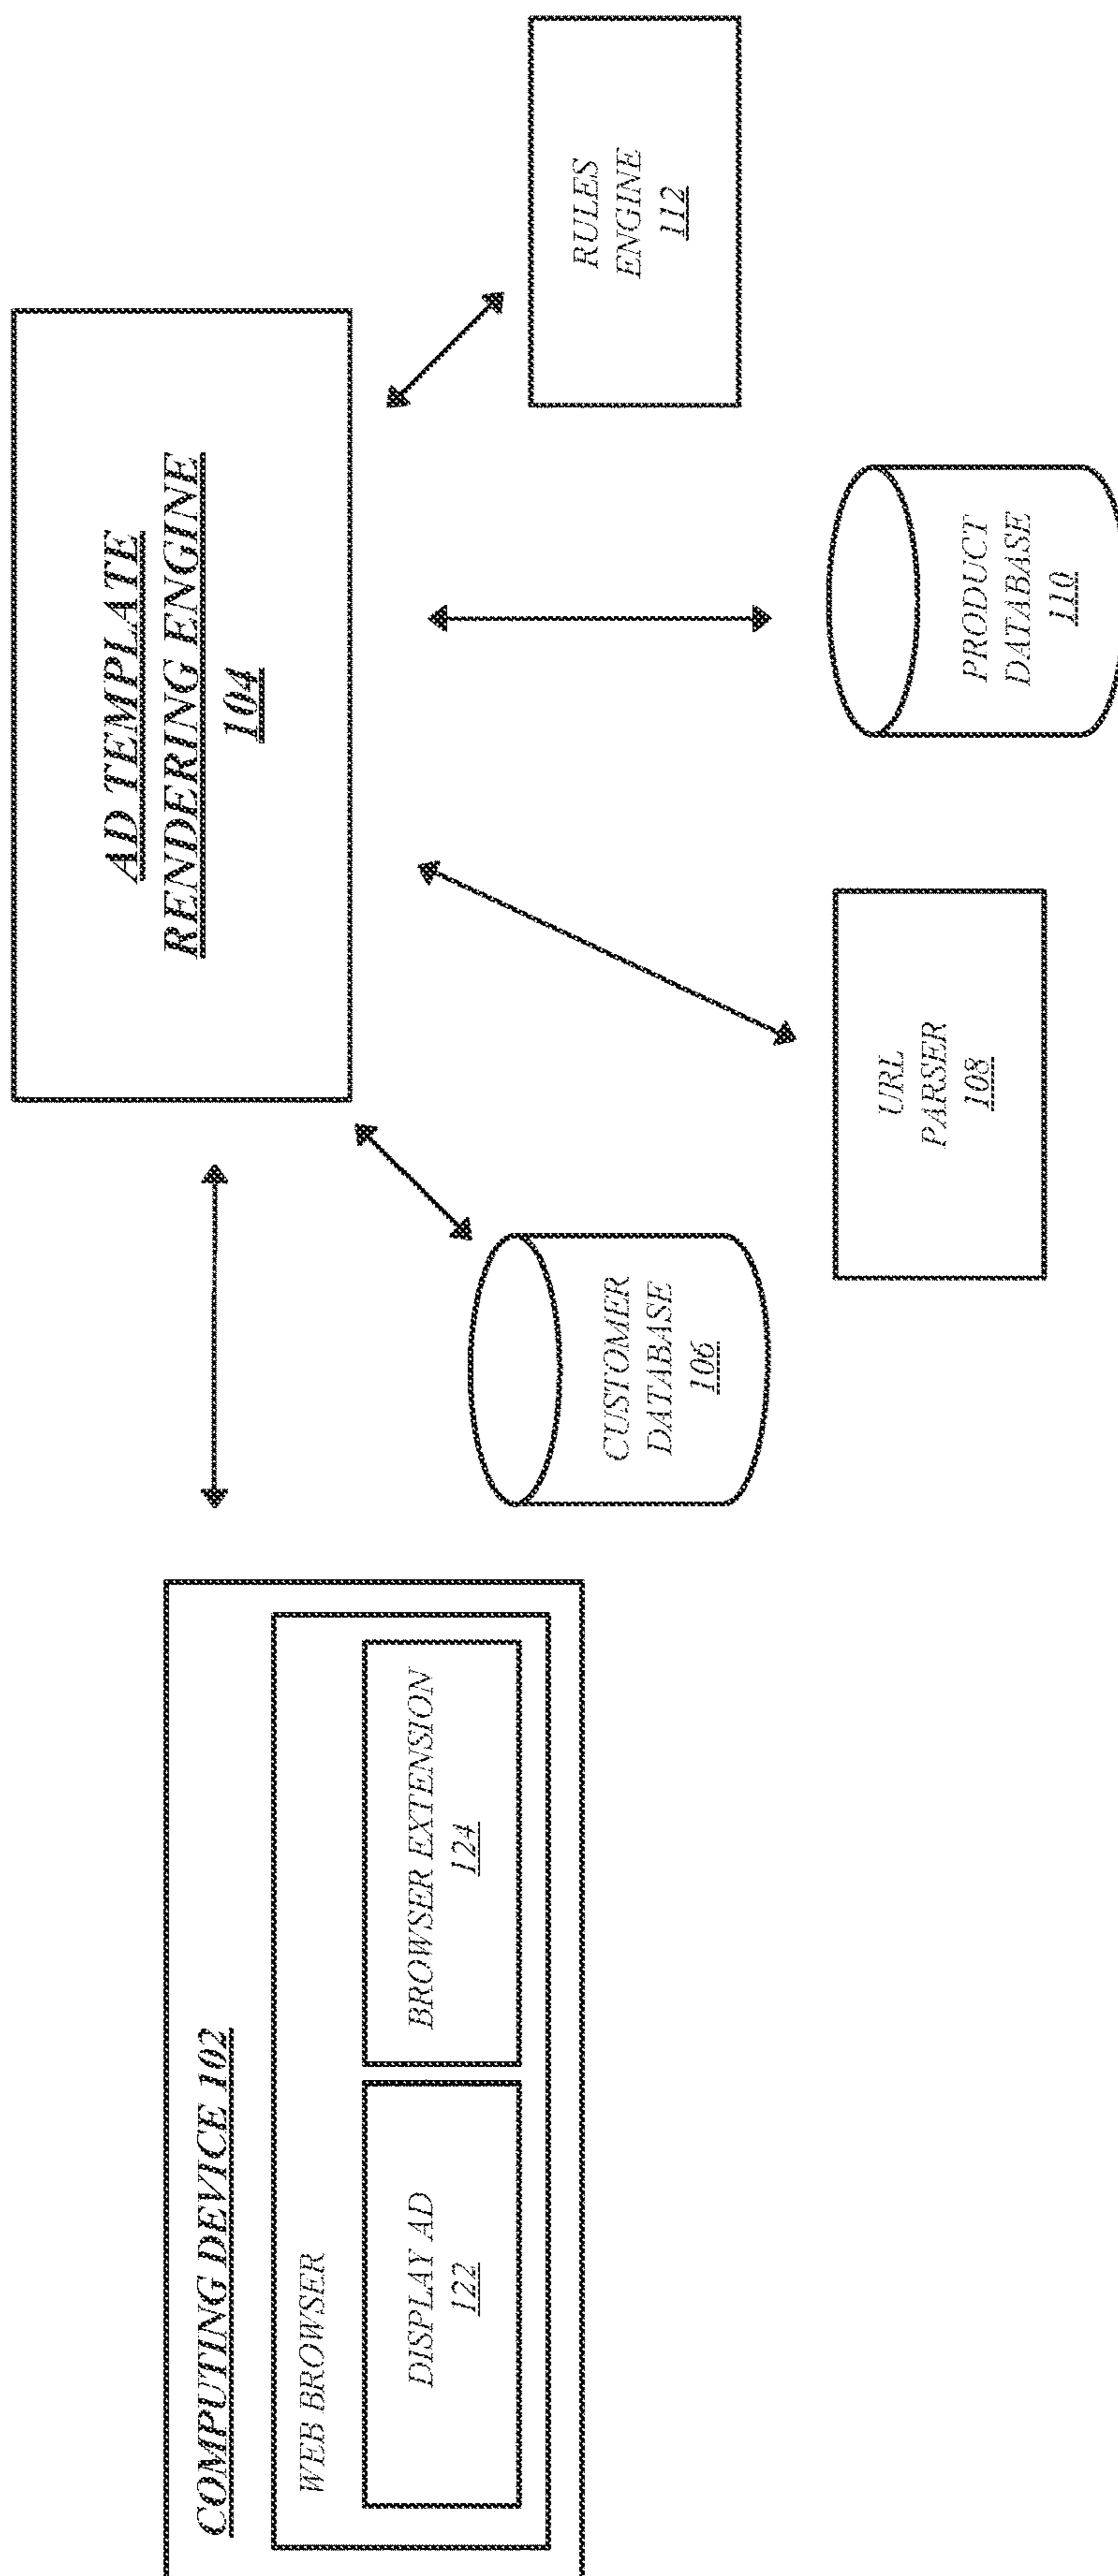 COMPUTING DEVICE 102
WEB BROWSER
DISPLAY AD
122
BROWSER EXTENSION
124
AD TEMPLATE
RENDERING ENGINE
104
CUSTOMER
DATABASE
106
URL
PARSER
108
PRODUCT
DATABASE
110
RULES
ENGINE
112